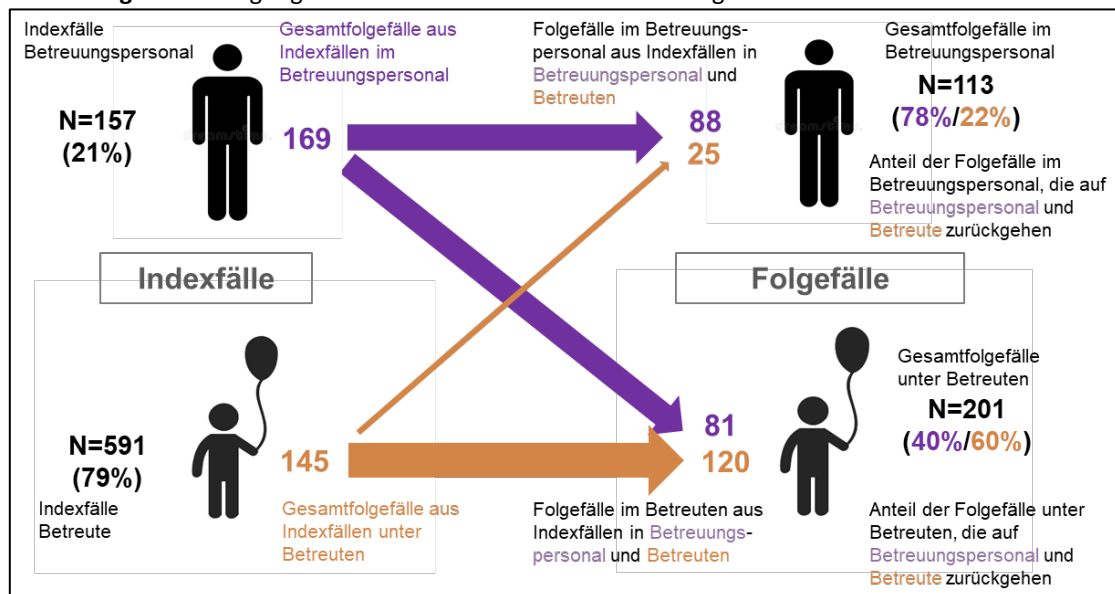 Indexfälle
Betreuungspersonal
N=157
(21%)
Gesamtfolgefälle aus
Indexfällen im
Betreuungspersonal
169
Folgefälle im Betreuungs-
personal aus Indexfällen in
Betreuungspersonal und
Betreuten
88
25
Gesamtfolgefälle im
Betreuungspersonal
N=113
(78%/22%)
Anteil der Folgefälle im
Betreuungspersonal, die auf
Betreuungspersonal und
Betreute zurückgehen
Indexfälle
Folgefälle
N=591
(79%)
Indexfälle
Betreute
145
Gesamtfolgefälle aus
Indexfällen unter
Betreuten
81
120
Folgefälle im Betreuten aus
Indexfällen in Betreuungs-
personal und Betreuten
Gesamtfolgefälle
unter Betreuten
N=201
(40%/60%)
Anteil der Folgefälle unter
Betreuten, die auf
Betreuungspersonal und
Betreute zurückgehen